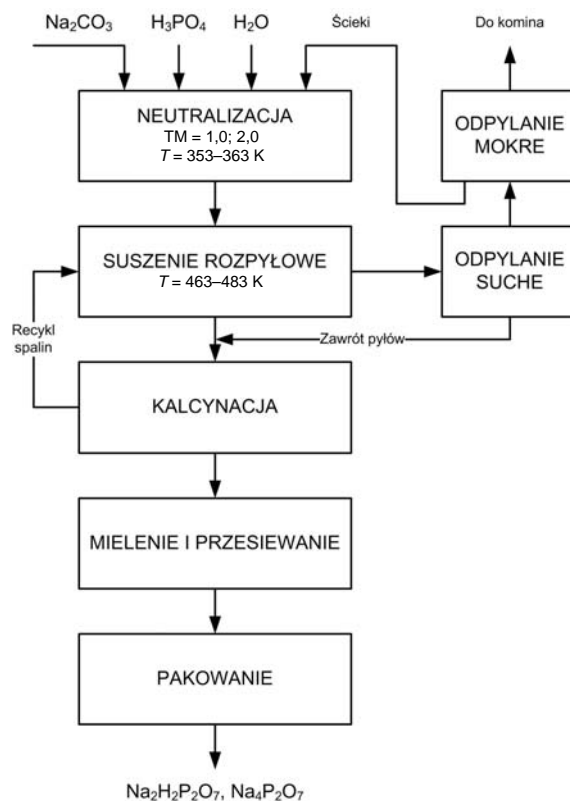 Na₂CO₃ H₃PO₄ H₂O Ścieki Do komina
NEUTRALIZACJA
TM = 1,0; 2,0
T = 353–363 K
ODPYLANIE
MOKRE
SUSZENIE ROZPYŁOWE
T = 463–483 K
ODPYLANIE
SUCHE
Recykl
spalin
Zawrót pyłów
KALCYNACJA
MIELENIE I PRZESIEWANIE
PAKOWANIE
Na₂H₂P₂O₇, Na₄P₂O₇